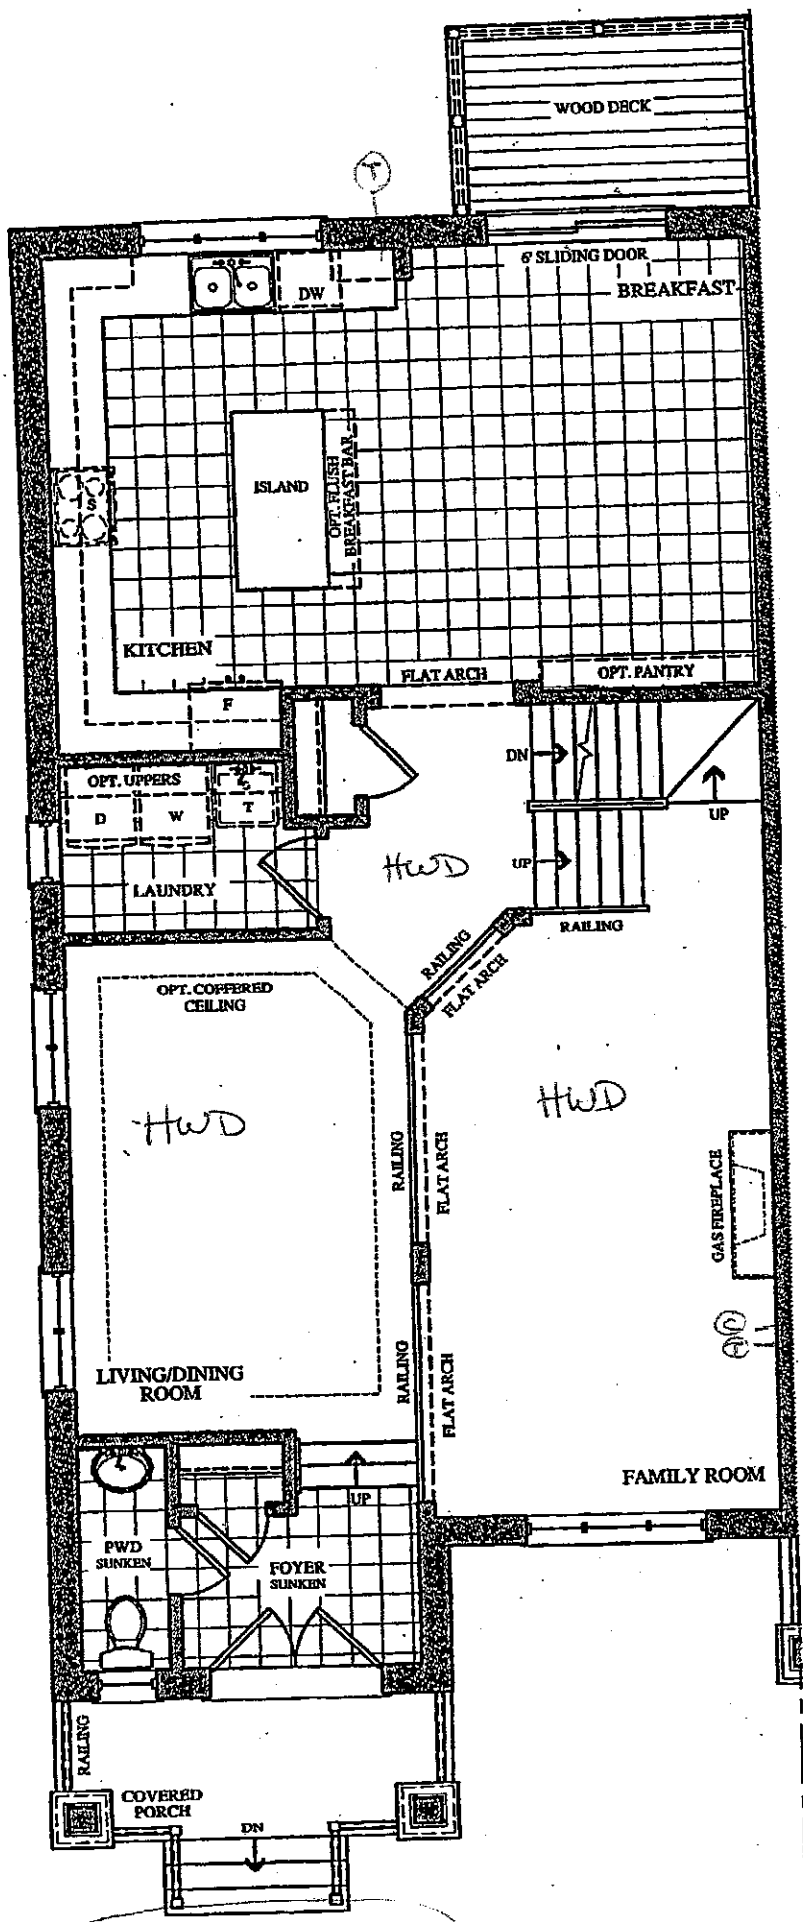 WOOD DECK
T
6' SLIDING DOOR
BREAKFAST
DW
ISLAND
OPT. FLUSH
BREAKFAST BAR
S
KITCHEN
FLAT ARCH
OPT. PANTRY
F
DN
UP
OPT. UPPERS
D
W
T
UP
HWD
LAUNDRY
RAILING
RAILING
FLAT ARCH
OPT. COFFERED
CEILING
HWD
HWD
RAILING
FLAT ARCH
GAS FIREPLACE
LIVING/DINING
ROOM
RAILING
FLAT ARCH
FAMILY ROOM
UP
PWD
SUNKEN
FOYER
SUNKEN
RAILING
COVERED
PORCH
DN